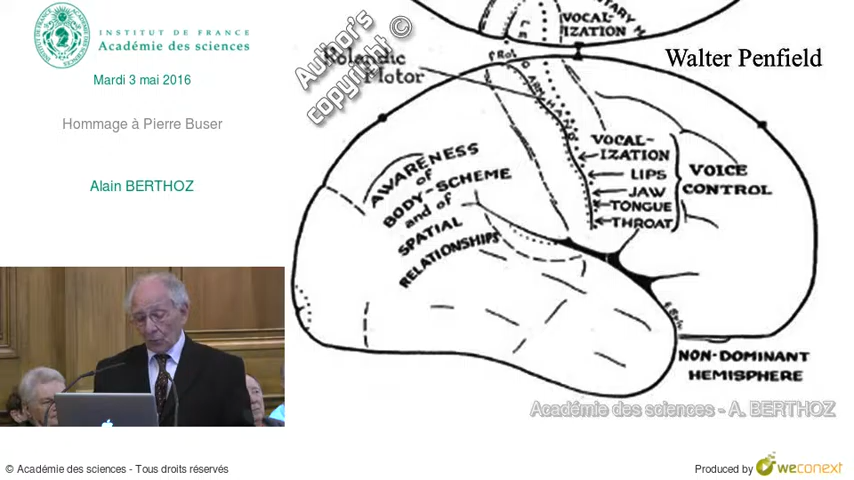 INSTITUT DE FRANCE
Académie des sciences
Mardi 3 mai 2016
Hommage à Pierre Buser
Alain BERTHOZ
Author's
copyright ©
Rolandic
Motor
VOCAL-
IZATION
Walter Penfield
ARM
HAND
AWARENESS
of
BODY-SCHEME
and of
SPATIAL
RELATIONSHIPS
VOCAL-
IZATION
LIPS
JAW
TONGUE
THROAT
VOICE
CONTROL
NON-DOMINANT
HEMISPHERE
Académie des sciences - A. BERTHOZ
© Académie des sciences - Tous droits réservés
Produced by weconext